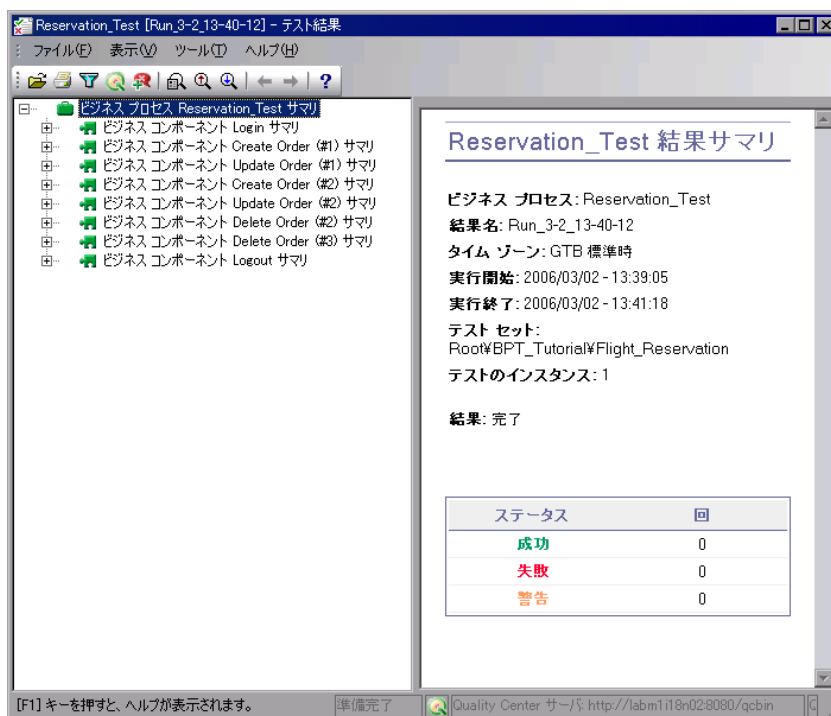 Reservation_Test [Run_3-2_13-40-12] - テスト結果
ファイル(F) 表示(V) ツール(T) ヘルプ(H)
ビジネス プロセス Reservation_Test サマリ
ビジネス コンポーネント Login サマリ
ビジネス コンポーネント Create Order (#1) サマリ
ビジネス コンポーネント Update Order (#1) サマリ
ビジネス コンポーネント Create Order (#2) サマリ
ビジネス コンポーネント Update Order (#2) サマリ
ビジネス コンポーネント Delete Order (#2) サマリ
ビジネス コンポーネント Delete Order (#3) サマリ
ビジネス コンポーネント Logout サマリ
Reservation_Test 結果サマリ
ビジネス プロセス: Reservation_Test
結果名: Run_3-2_13-40-12
タイム ゾーン: GTB 標準時
実行開始: 2006/03/02 - 13:39:05
実行終了: 2006/03/02 - 13:41:18
テスト セット:
Root¥BPT_Tutorial¥Flight_Reservation
テストのインスタンス: 1
結果: 完了
ステータス 回
成功 0
失敗 0
警告 0
[F1] キーを押すと、ヘルプが表示されます。 準備完了 Quality Center サーバ: http://labm1i18n02:8080/qcbin